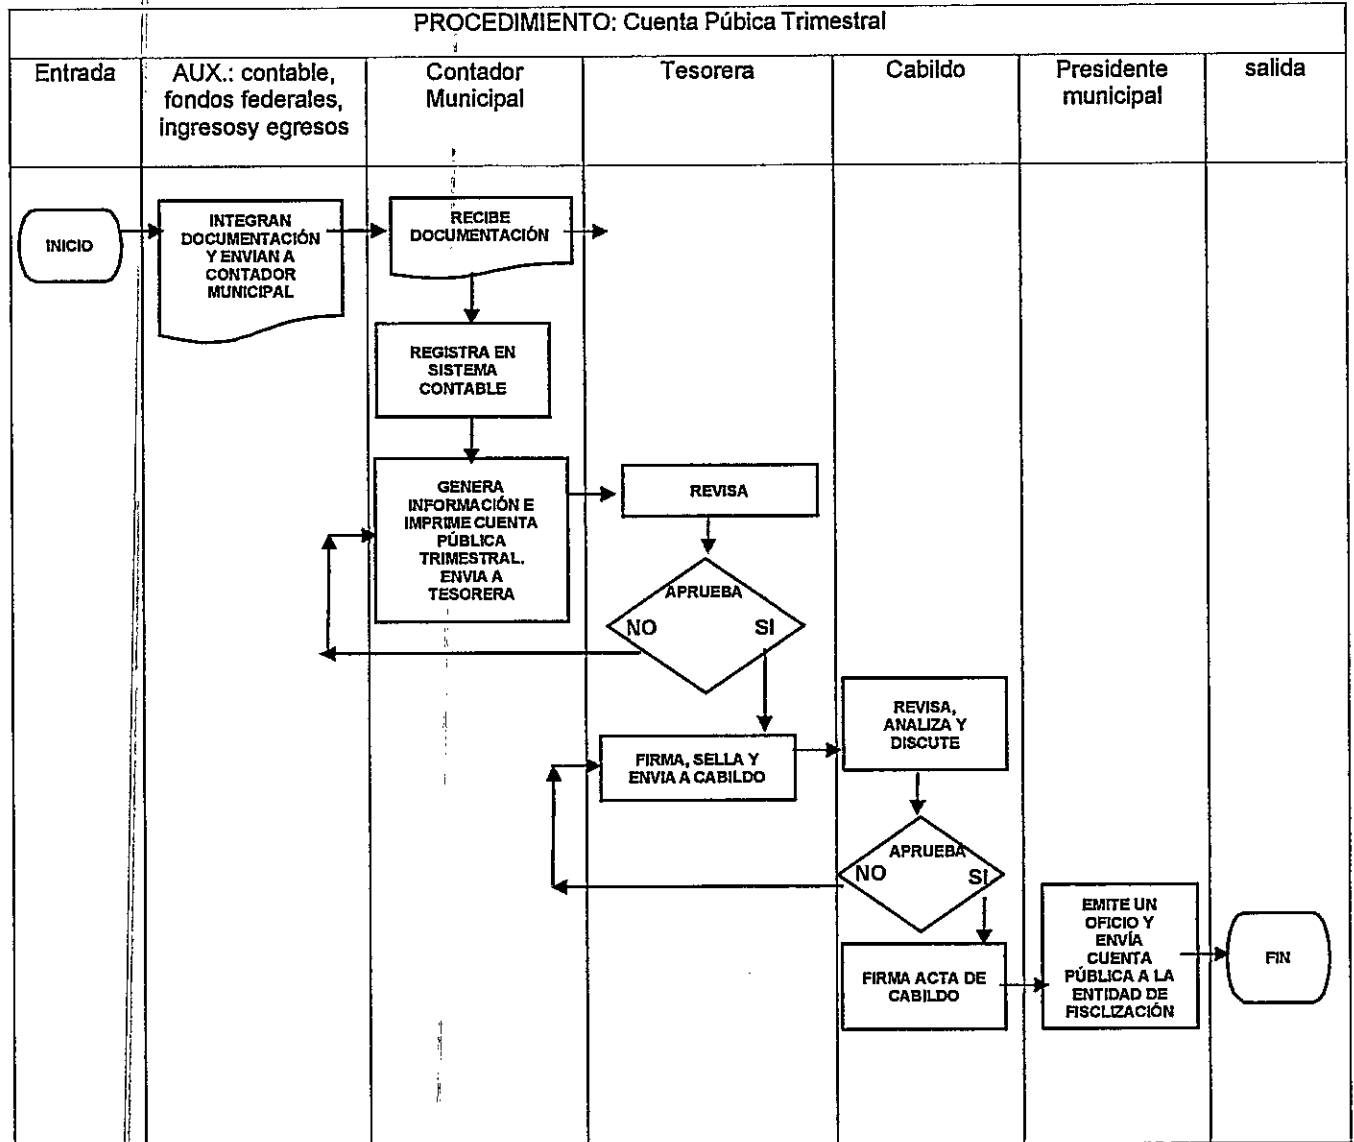 PROCEDIMIENTO: Cuenta Púbica Trimestral
Entrada
AUX.: contable,
fondos federales,
ingresosy egresos
Contador
Municipal
Tesorera
Cabildo
Presidente
municipal
salida
INICIO
INTEGRAN
DOCUMENTACIÓN
Y ENVIAN A
CONTADOR
MUNICIPAL
RECIBE
DOCUMENTACIÓN
REGISTRA EN
SISTEMA
CONTABLE
GENERA
INFORMACIÓN E
IMPRIME CUENTA
PÚBLICA
TRIMESTRAL.
ENVIA A
TESORERA
REVISA
APRUEBA
NO
SI
FIRMA, SELLA Y
ENVIA A CABILDO
REVISA,
ANALIZA Y
DISCUTE
APRUEBA
NO
SI
FIRMA ACTA DE
CABILDO
EMITE UN
OFICIO Y
ENVÍA
CUENTA
PÚBLICA A LA
ENTIDAD DE
FISCLIZACIÓN
FIN